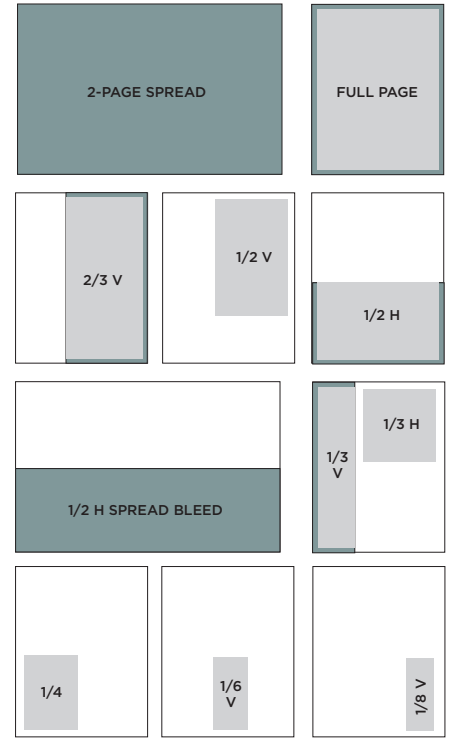 2-PAGE SPREAD
FULL PAGE
2/3 V
1/2 V
1/2 H
1/2 H SPREAD BLEED
1/3
V
1/3 H
1/4
1/6
V
1/8 V